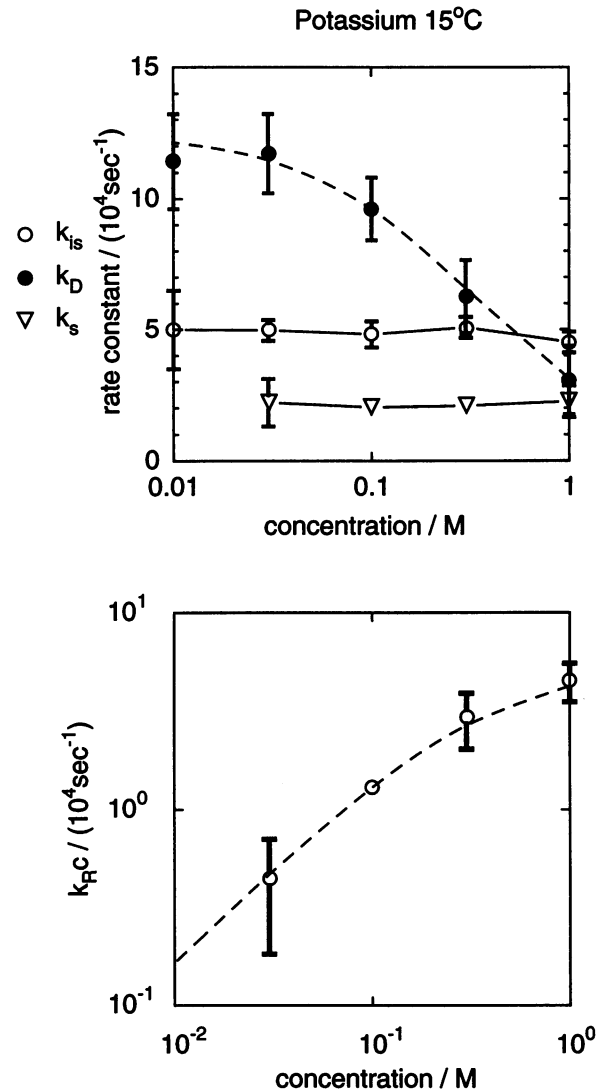 Potassium 15°C
15
10
5
0
rate constant / (10⁴sec⁻¹)
k_is
k_D
k_s
0.01 0.1 1
concentration / M
10¹
10⁰
10⁻¹
k_Rc / (10⁴sec⁻¹)
10⁻² 10⁻¹ 10⁰
concentration / M